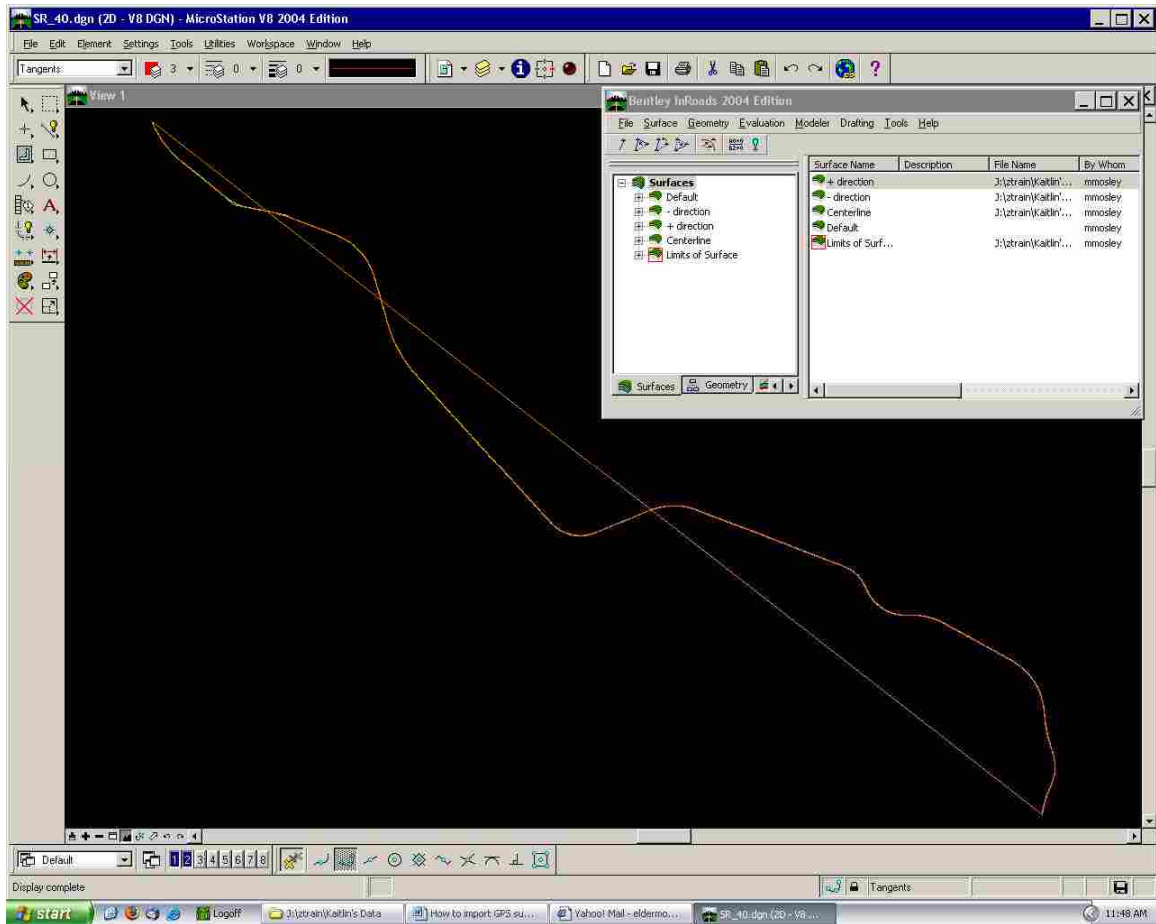 SR_40.dgn (2D - V8 DGN) - MicroStation V8 2004 Edition
File Edit Element Settings Tools Utilities Workspace Window Help
Tangents 3 0 0
View 1
Bentley InRoads 2004 Edition
File Surface Geometry Evaluation Modeler Drafting Tools Help
Surfaces
Default
- direction
+ direction
Centerline
Limits of Surface
Surfaces Geometry
Surface Name Description File Name By Whom
+ direction J:\ztrain\Kaitlin'... mmosley
- direction J:\ztrain\Kaitlin'... mmosley
Centerline J:\ztrain\Kaitlin'... mmosley
Default mmosley
Limits of Surf... J:\ztrain\Kaitlin'... mmosley
Default 1 2 3 4 5 6 7 8
Display complete Tangents
start Logoff J:\ztrain\Kaitlin's Data How to import GPS su... Yahoo! Mail - eldermo... SR_40.dgn (2D - V8 ... 11:48 AM